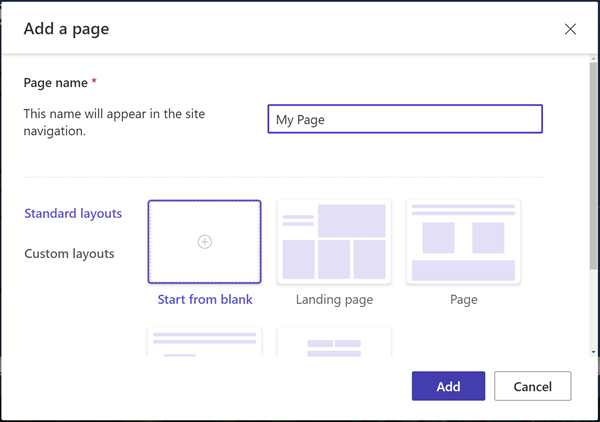 Add a page
Page name *
This name will appear in the site
navigation.
My Page
Standard layouts
Custom layouts
Start from blank
Landing page
Page
Add
Cancel